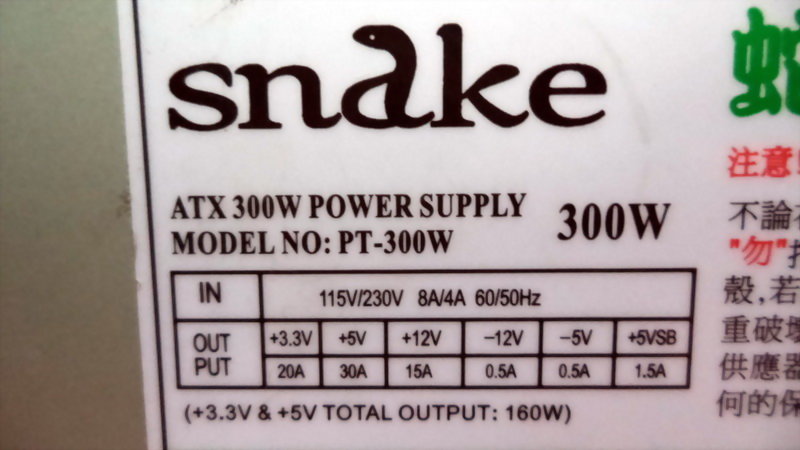 snake
ATX 300W POWER SUPPLY 300W
MODEL NO: PT-300W
IN 115V/230V 8A/4A 60/50Hz
OUT PUT +3.3V +5V +12V −12V −5V +5VSB
20A 30A 15A 0.5A 0.5A 1.5A
(+3.3V & +5V TOTAL OUTPUT: 160W)
蛇
注意!
不論
"勿"
殼,若
重破壞
供應器
何的保